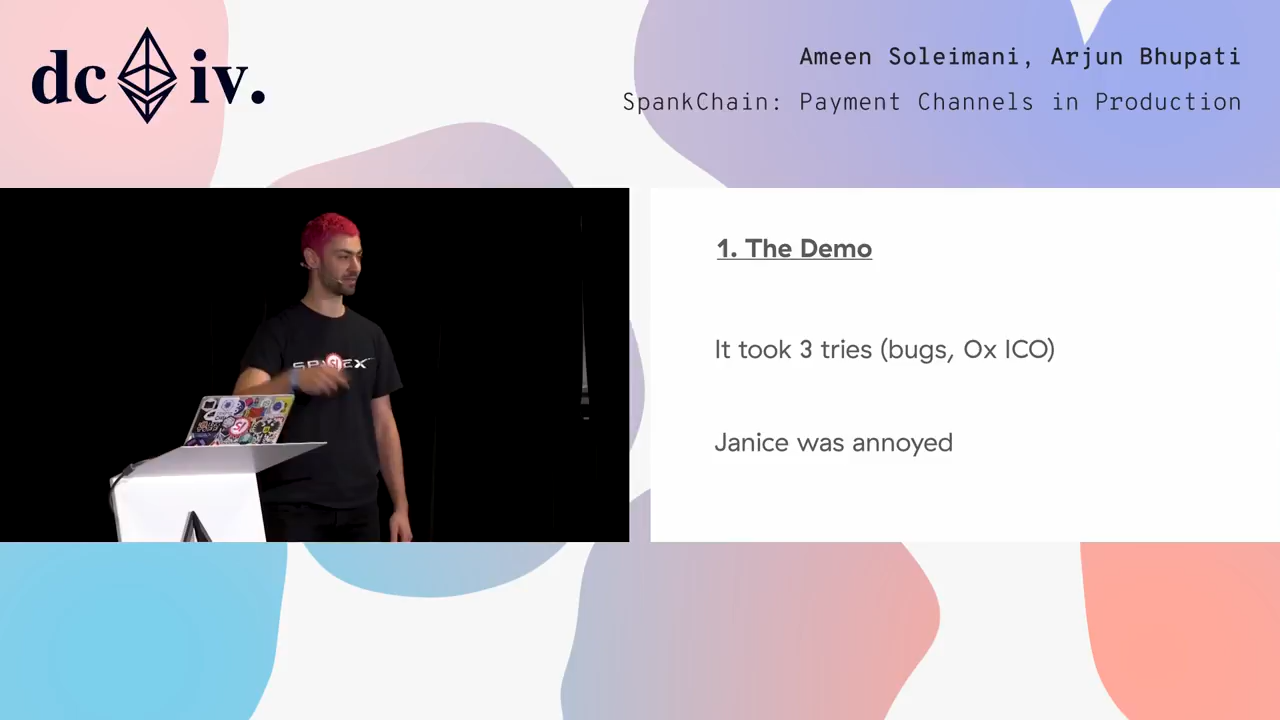 dc iv.
Ameen Soleimani, Arjun Bhupati
SpankChain: Payment Channels in Production
1. The Demo
It took 3 tries (bugs, 0x ICO)
Janice was annoyed